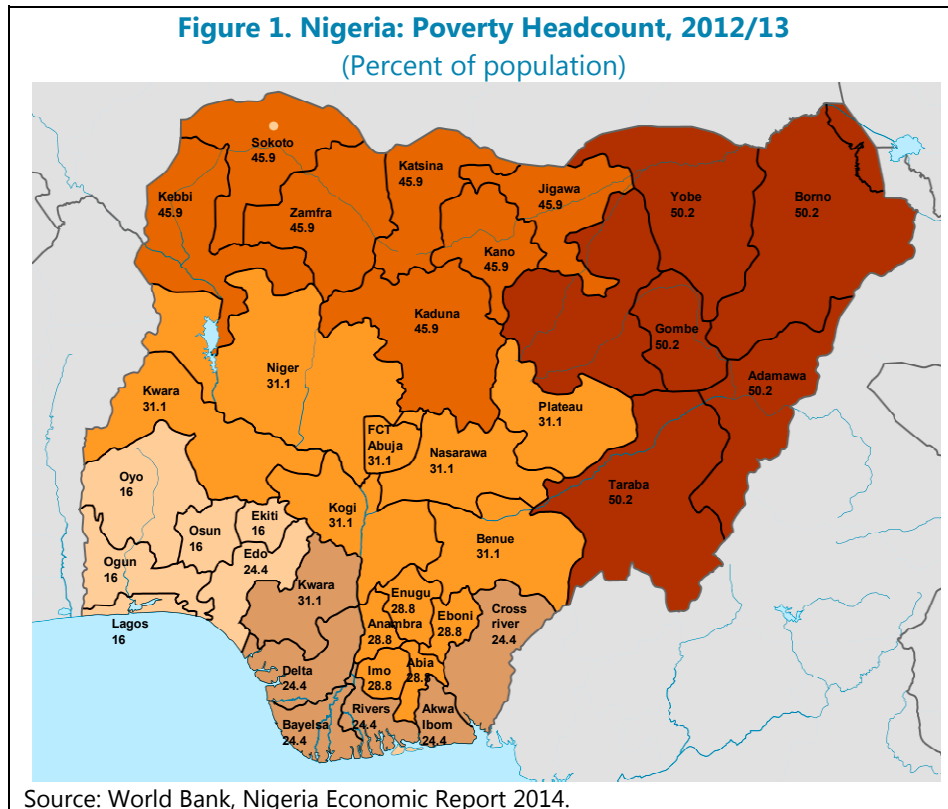 Figure 1. Nigeria: Poverty Headcount, 2012/13
(Percent of population)
Sokoto
45.9
Katsina
45.9
Jigawa
45.9
Yobe
50.2
Borno
50.2
Kebbi
45.9
Zamfra
45.9
Kano
45.9
Kaduna
45.9
Gombe
50.2
Adamawa
50.2
Niger
31.1
Kwara
31.1
Plateau
31.1
FCT
Abuja
31.1
Nasarawa
31.1
Taraba
50.2
Oyo
16
Kogi
31.1
Ekiti
16
Osun
16
Benue
31.1
Edo
24.4
Ogun
16
Kwara
31.1
Enugu
28.8
Eboni
28.8
Cross
river
24.4
Anambra
28.8
Lagos
16
Delta
24.4
Imo
28.8
Abia
28.8
Rivers
24.4
Akwa
Ibom
24.4
Bayelsa
24.4
Source: World Bank, Nigeria Economic Report 2014.